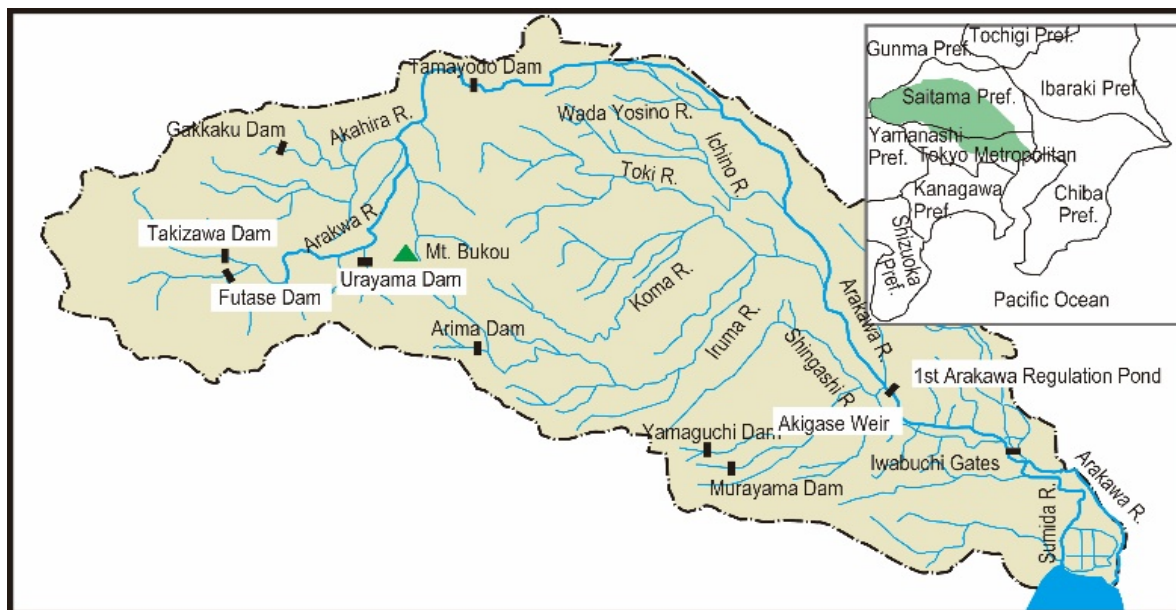 Tamayodo Dam
Gakkaku Dam
Akahira R.
Wada Yosino R.
Ichino R.
Toki R.
Takizawa Dam
Arakwa R.
Mt. Bukou
Futase Dam
Urayama Dam
Koma R.
Arima Dam
Iruma R.
Shingashi R.
Arakawa R.
1st Arakawa Regulation Pond
Akigase Weir
Yamaguchi Dam
Iwabuchi Gates
Murayama Dam
Sumida R.
Arakawa R.
Tochigi Pref.
Gunma Pref.
Ibaraki Pref.
Saitama Pref.
Yamanashi
Pref.
Tokyo Metropolitan
Kanagawa
Pref.
Chiba
Pref.
Shizuoka
Pref.
Pacific Ocean